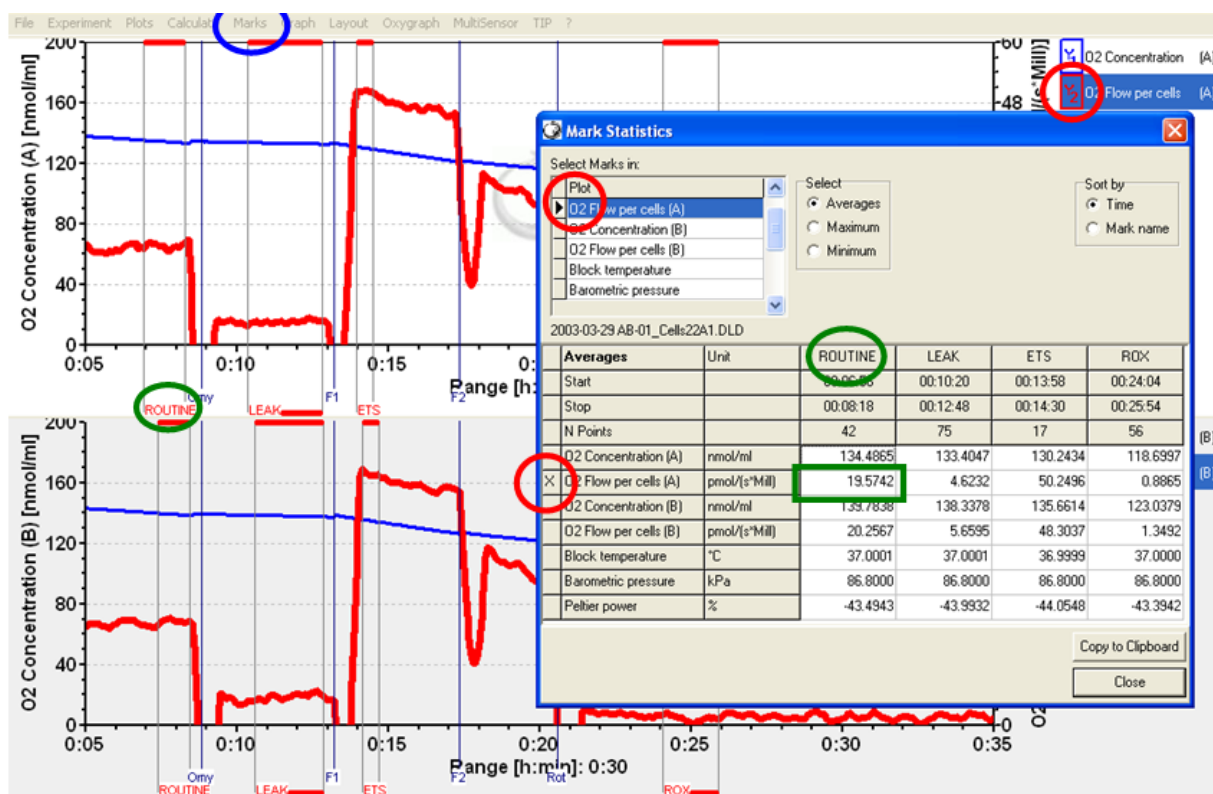 File Experiment Plots Calculat Marks raph Layout Oxygraph MultiSensor TIP ?
O2 Concentration (A) [nmol/ml]
200
160
120
80
40
0
0:05 0:10 0:15
Range [h:
Omy F1 F2
ROUTINE LEAK ETS
60
48
Y1 O2 Concentration (A)
Y2 O2 Flow per cells (A)
Mark Statistics
Select Marks in:
Plot
O2 Flow per cells (A)
O2 Concentration (B)
O2 Flow per cells (B)
Block temperature
Barometric pressure
Select
Averages
Maximum
Minimum
Sort by
Time
Mark name
2003-03-29 AB-01_Cells22A1.DLD
Averages Unit ROUTINE LEAK ETS ROX
Start 00:10:20 00:13:58 00:24:04
Stop 00:08:18 00:12:48 00:14:30 00:25:54
N Points 42 75 17 56
O2 Concentration (A) nmol/ml 134.4865 133.4047 130.2434 118.6997
X O2 Flow per cells (A) pmol/(s*Mill) 19.5742 4.6232 50.2496 0.8865
O2 Concentration (B) nmol/ml 139.7838 138.3378 135.6614 123.0379
O2 Flow per cells (B) pmol/(s*Mill) 20.2567 5.6595 48.3037 1.3492
Block temperature °C 37.0001 37.0001 36.9999 37.0000
Barometric pressure kPa 86.8000 86.8000 86.8000 86.8000
Peltier power % -43.4943 -43.9932 -44.0548 -43.3942
Copy to Clipboard
Close
O2 Concentration (B) [nmol/ml]
200
160
120
80
40
0
(B)
(B)
0
0:05 0:10 0:15 0:20 0:25 0:30 0:35
Range [h:min]: 0:30
Omy F1 F2 Rot
ROUTINE LEAK ETS ROX